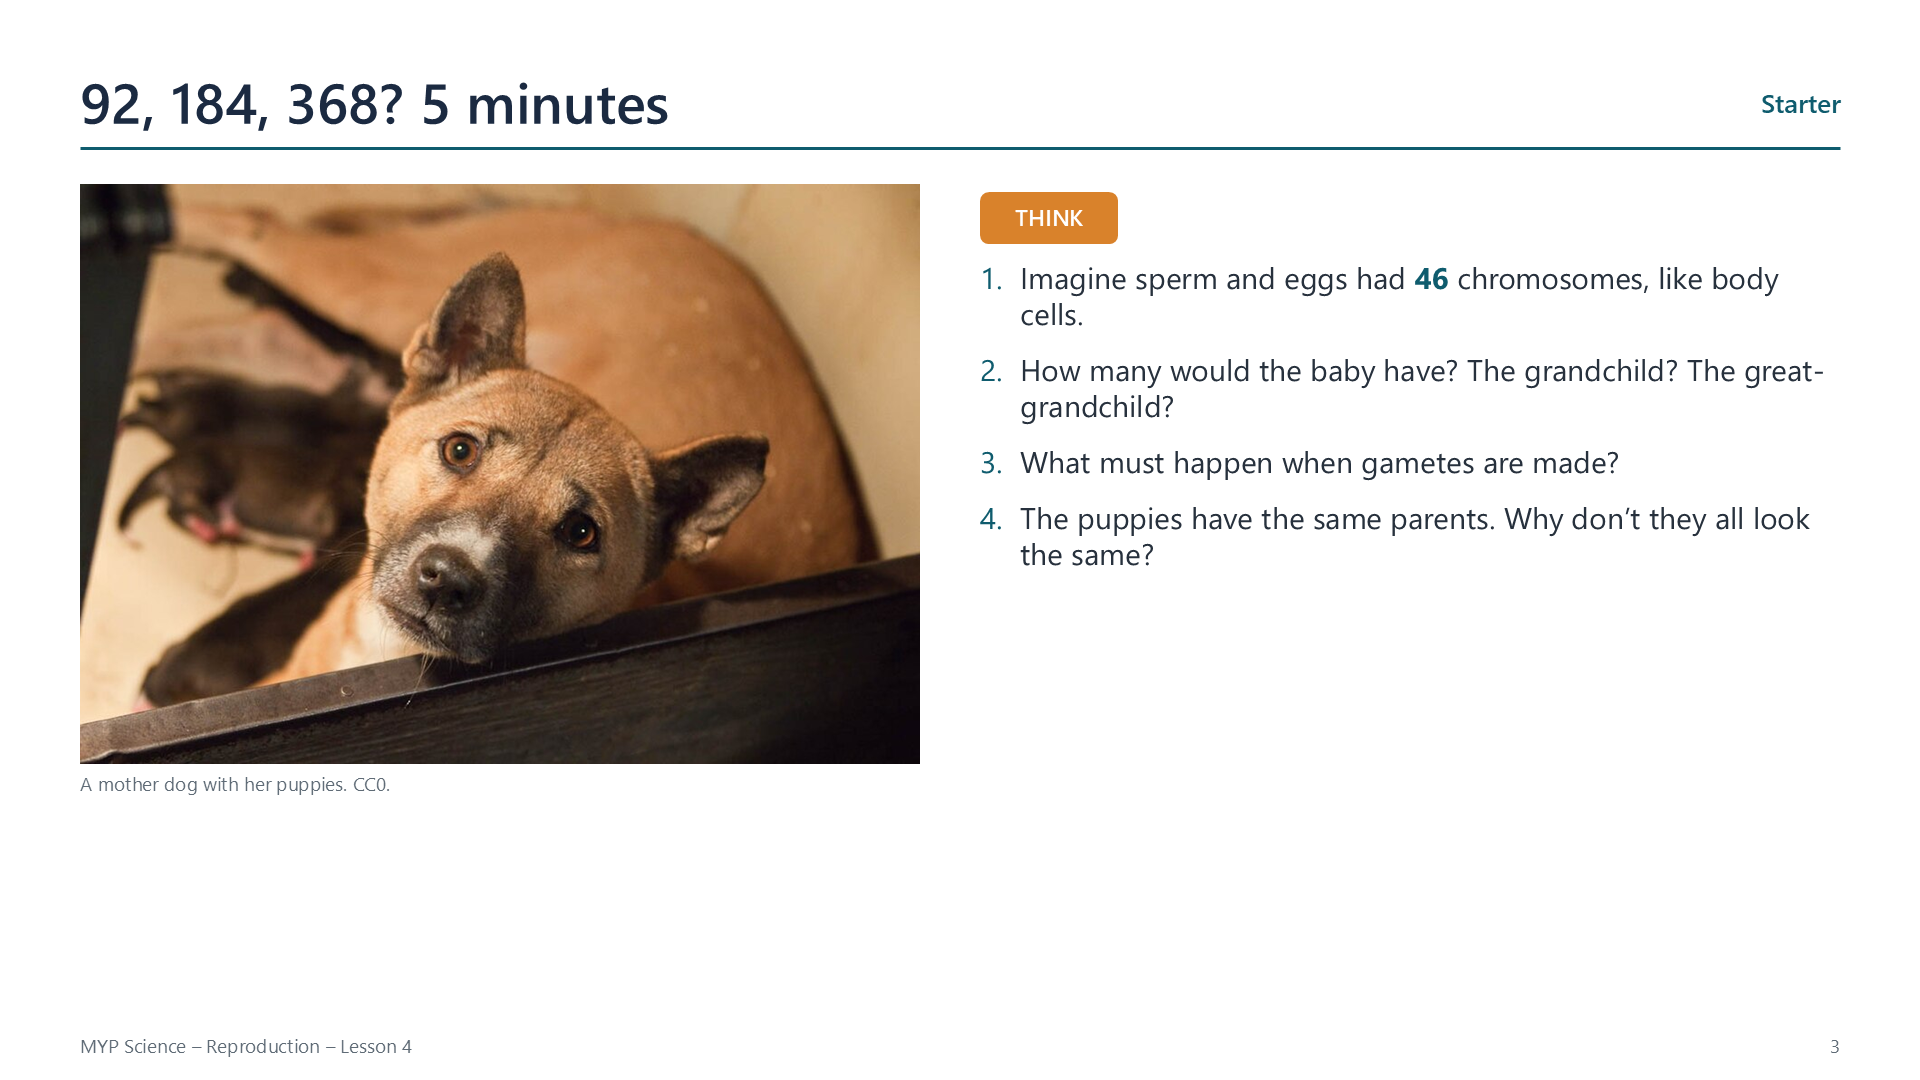 92, 184, 368? 5 minutes
Starter
THINK
1. Imagine sperm and eggs had 46 chromosomes, like body
cells.
2. How many would the baby have? The grandchild? The great-
grandchild?
3. What must happen when gametes are made?
4. The puppies have the same parents. Why don’t they all look
the same?
A mother dog with her puppies. CC0.
MYP Science – Reproduction – Lesson 4
3